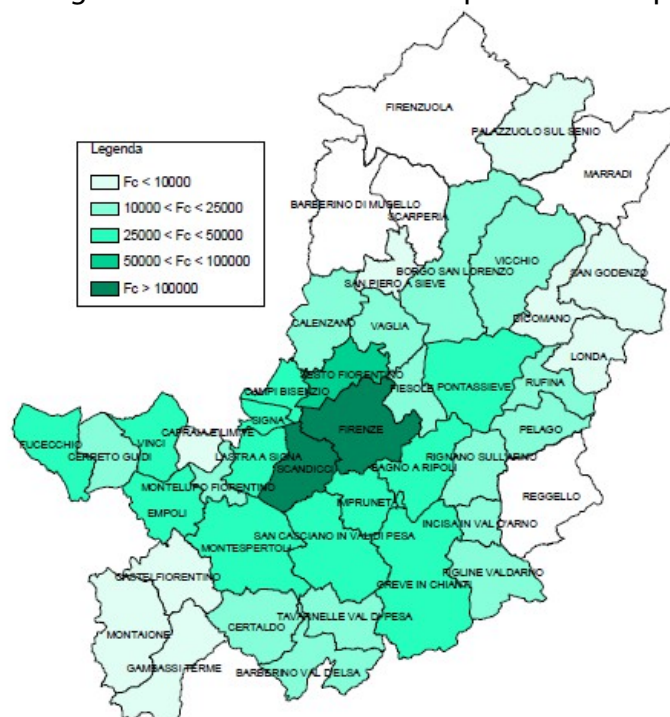 FIRENZUOLA
PALAZZUOLO SUL SENIO
Legenda
Fc < 10000
10000 < Fc < 25000
25000 < Fc < 50000
50000 < Fc < 100000
Fc > 100000
MARRADI
BARBERINO DI MUGELLO
SCARPERIA
VICCHIO
BORGO SAN LORENZO
SAN GODENZO
SAN PIERO A SIEVE
DICOMANO
CALENZANO
VAGLIA
LONDA
SESTO FIORENTINO
RUFINA
CAMPI BISENZIO
FIESOLE
PONTASSIEVE
SIGNA
FIRENZE
PELAGO
FUCECCHIO
VINCI
CAPRAIA E LIMITE
CERRETO GUIDI
LASTRA A SIGNA
SCANDICCI
BAGNO A RIPOLI
RIGNANO SULL'ARNO
MONTELUPO FIORENTINO
REGGELLO
IMPRUNETA
EMPOLI
INCISA IN VAL D'ARNO
SAN CASCIANO IN VAL DI PESA
MONTESPERTOLI
FIGLINE VALDARNO
CASTELFIORENTINO
GREVE IN CHIANTI
TAVARNELLE VAL DI PESA
CERTALDO
MONTAIONE
GAMBASSI TERME
BARBERINO VAL D'ELSA